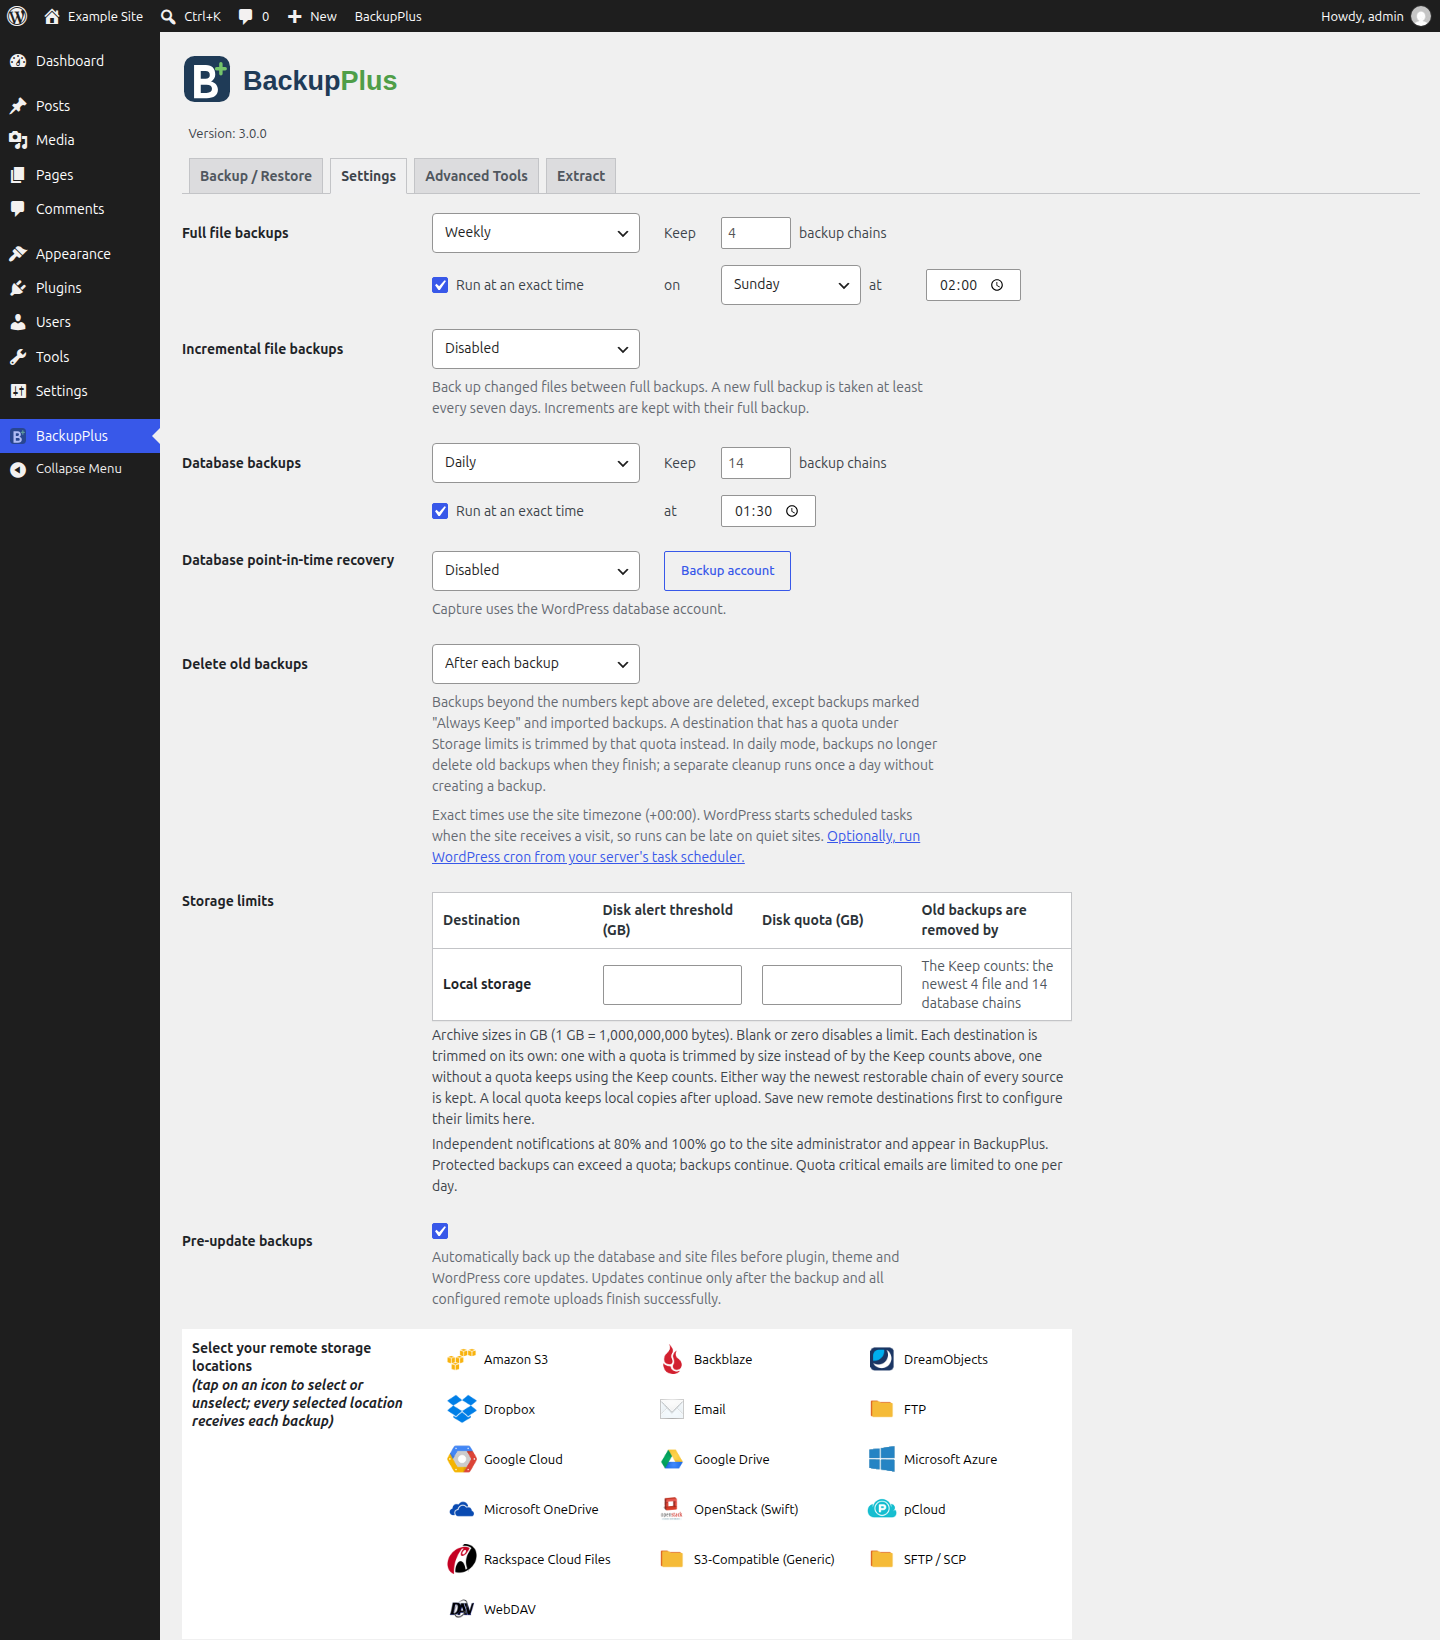 Example Site
Ctrl+K
0
New
BackupPlus
Howdy, admin
Dashboard
Posts
Media
Pages
Comments
Appearance
Plugins
Users
Tools
Settings
BackupPlus
Collapse Menu
B+ BackupPlus
Version: 3.0.0
Backup / Restore
Settings
Advanced Tools
Extract
Full file backups
Weekly
Keep
4
backup chains
Run at an exact time
on
Sunday
at
02:00
Incremental file backups
Disabled
Back up changed files between full backups. A new full backup is taken at least
every seven days. Increments are kept with their full backup.
Database backups
Daily
Keep
14
backup chains
Run at an exact time
at
01:30
Database point-in-time recovery
Disabled
Backup account
Capture uses the WordPress database account.
Delete old backups
After each backup
Backups beyond the numbers kept above are deleted, except backups marked
"Always Keep" and imported backups. A destination that has a quota under
Storage limits is trimmed by that quota instead. In daily mode, backups no longer
delete old backups when they finish; a separate cleanup runs once a day without
creating a backup.
Exact times use the site timezone (+00:00). WordPress starts scheduled tasks
when the site receives a visit, so runs can be late on quiet sites. Optionally, run
WordPress cron from your server's task scheduler.
Storage limits
Destination
Disk alert threshold
(GB)
Disk quota (GB)
Old backups are
removed by
Local storage
The Keep counts: the
newest 4 file and 14
database chains
Archive sizes in GB (1 GB = 1,000,000,000 bytes). Blank or zero disables a limit. Each destination is
trimmed on its own: one with a quota is trimmed by size instead of by the Keep counts above, one
without a quota keeps using the Keep counts. Either way the newest restorable chain of every source
is kept. A local quota keeps local copies after upload. Save new remote destinations first to configure
their limits here.
Independent notifications at 80% and 100% go to the site administrator and appear in BackupPlus.
Protected backups can exceed a quota; backups continue. Quota critical emails are limited to one per
day.
Pre-update backups
Automatically back up the database and site files before plugin, theme and
WordPress core updates. Updates continue only after the backup and all
configured remote uploads finish successfully.
Select your remote storage
locations
(tap on an icon to select or
unselect; every selected location
receives each backup)
Amazon S3
Backblaze
DreamObjects
Dropbox
Email
FTP
Google Cloud
Google Drive
Microsoft Azure
Microsoft OneDrive
OpenStack (Swift)
pCloud
Rackspace Cloud Files
S3-Compatible (Generic)
SFTP / SCP
WebDAV